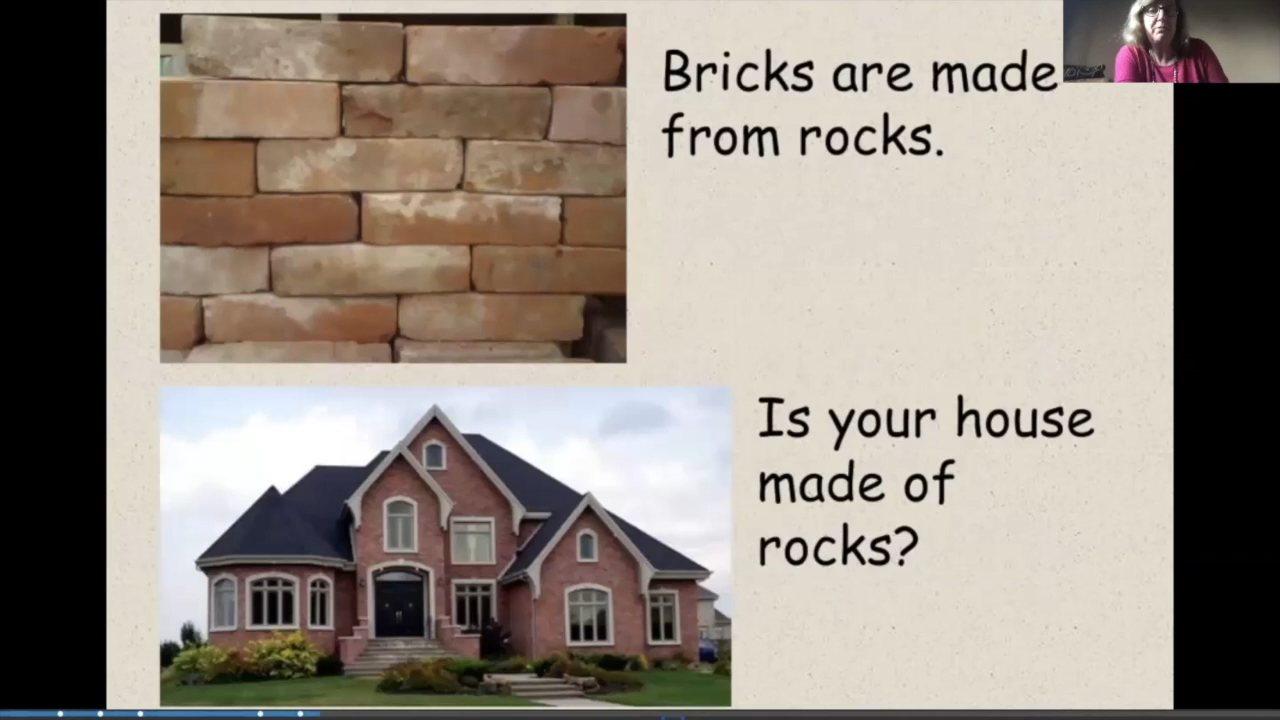 Bricks are made
from rocks.
Is your house
made of
rocks?